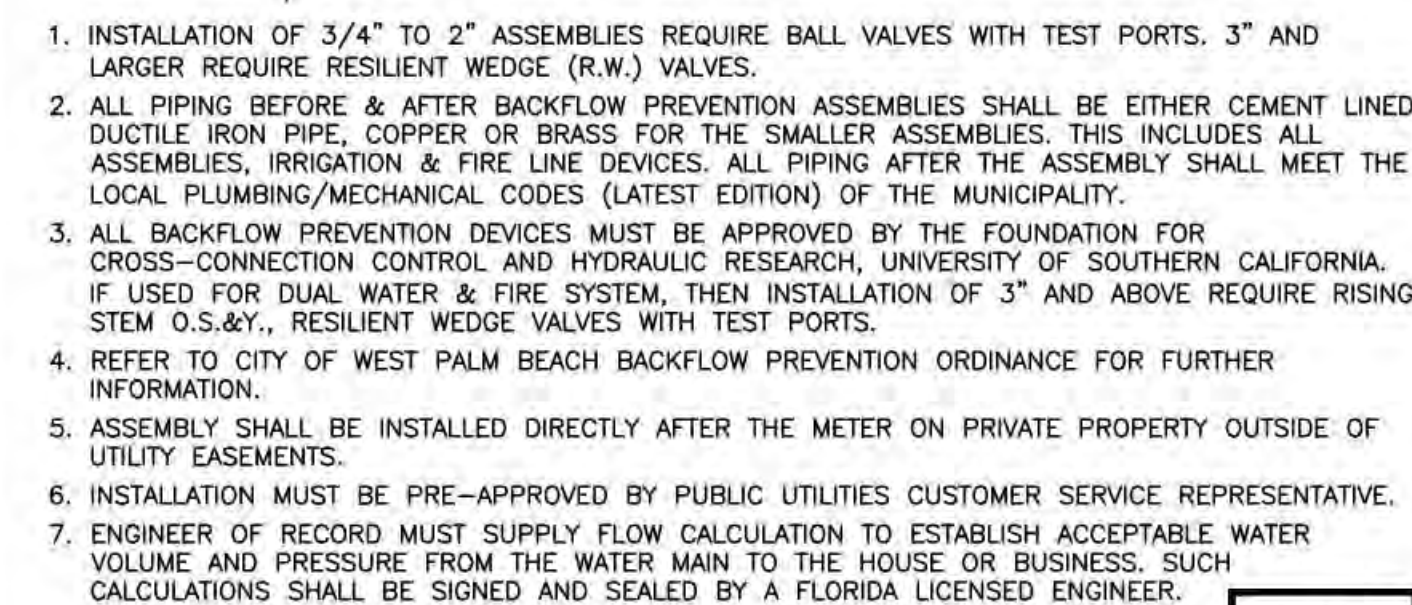 1. INSTALLATION OF 3/4" TO 2" ASSEMBLIES REQUIRE BALL VALVES WITH TEST PORTS. 3" AND
LARGER REQUIRE RESILIENT WEDGE (R.W.) VALVES.
2. ALL PIPING BEFORE & AFTER BACKFLOW PREVENTION ASSEMBLIES SHALL BE EITHER CEMENT LINED
DUCTILE IRON PIPE, COPPER OR BRASS FOR THE SMALLER ASSEMBLIES. THIS INCLUDES ALL
ASSEMBLIES, IRRIGATION & FIRE LINE DEVICES. ALL PIPING AFTER THE ASSEMBLY SHALL MEET THE
LOCAL PLUMBING/MECHANICAL CODES (LATEST EDITION) OF THE MUNICIPALITY.
3. ALL BACKFLOW PREVENTION DEVICES MUST BE APPROVED BY THE FOUNDATION FOR
CROSS-CONNECTION CONTROL AND HYDRAULIC RESEARCH, UNIVERSITY OF SOUTHERN CALIFORNIA.
IF USED FOR DUAL WATER & FIRE SYSTEM, THEN INSTALLATION OF 3" AND ABOVE REQUIRE RISING
STEM O.S.&Y., RESILIENT WEDGE VALVES WITH TEST PORTS.
4. REFER TO CITY OF WEST PALM BEACH BACKFLOW PREVENTION ORDINANCE FOR FURTHER
INFORMATION.
5. ASSEMBLY SHALL BE INSTALLED DIRECTLY AFTER THE METER ON PRIVATE PROPERTY OUTSIDE OF
UTILITY EASEMENTS.
6. INSTALLATION MUST BE PRE-APPROVED BY PUBLIC UTILITIES CUSTOMER SERVICE REPRESENTATIVE.
7. ENGINEER OF RECORD MUST SUPPLY FLOW CALCULATION TO ESTABLISH ACCEPTABLE WATER
VOLUME AND PRESSURE FROM THE WATER MAIN TO THE HOUSE OR BUSINESS. SUCH
CALCULATIONS SHALL BE SIGNED AND SEALED BY A FLORIDA LICENSED ENGINEER.